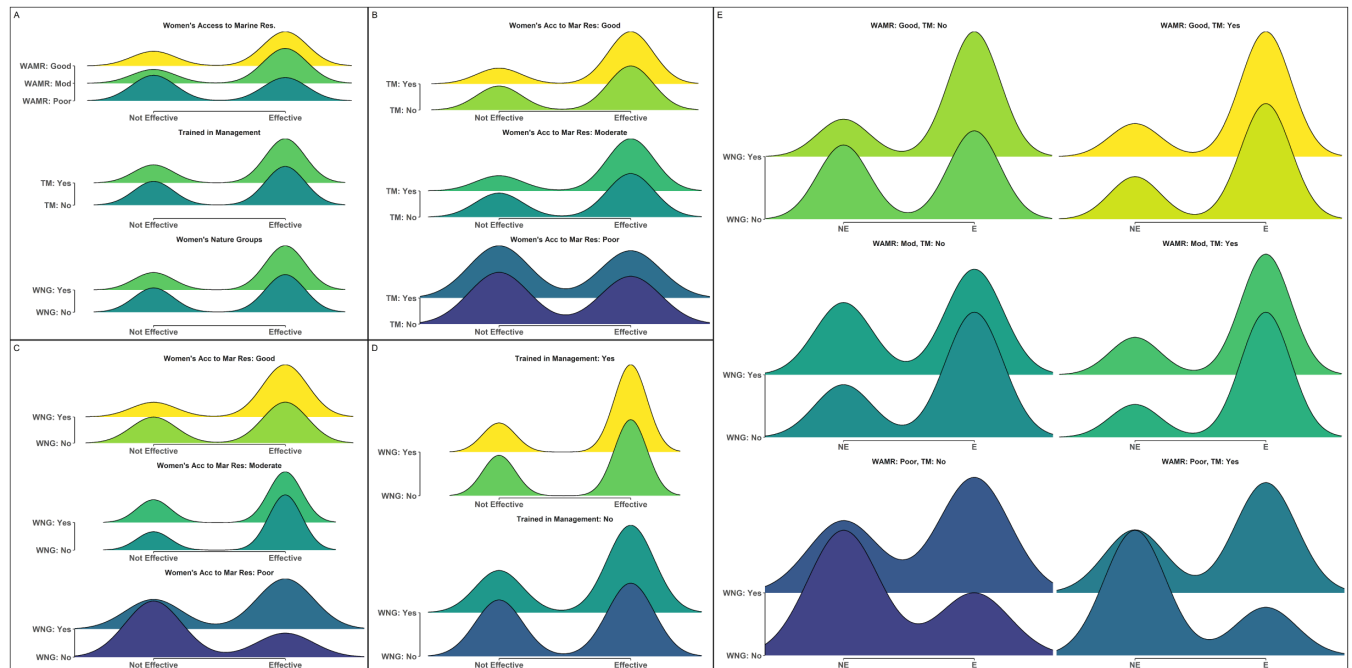 A
Women's Access to Marine Res.
WAMR: Good
WAMR: Mod
WAMR: Poor
Not Effective Effective
Trained in Management
TM: Yes
TM: No
Not Effective Effective
Women's Nature Groups
WNG: Yes
WNG: No
Not Effective Effective
B
Women's Acc to Mar Res: Good
TM: Yes
TM: No
Not Effective Effective
Women's Acc to Mar Res: Moderate
TM: Yes
TM: No
Not Effective Effective
Women's Acc to Mar Res: Poor
TM: Yes
TM: No
Not Effective Effective
C
Women's Acc to Mar Res: Good
WNG: Yes
WNG: No
Not Effective Effective
Women's Acc to Mar Res: Moderate
WNG: Yes
WNG: No
Not Effective Effective
Women's Acc to Mar Res: Poor
WNG: Yes
WNG: No
Not Effective Effective
D
Trained in Management: Yes
WNG: Yes
WNG: No
Not Effective Effective
Trained in Management: No
WNG: Yes
WNG: No
Not Effective Effective
E
WAMR: Good, TM: No WAMR: Good, TM: Yes
WNG: Yes
WNG: No
NE E NE E
WAMR: Mod, TM: No WAMR: Mod, TM: Yes
WNG: Yes
WNG: No
NE E NE E
WAMR: Poor, TM: No WAMR: Poor, TM: Yes
WNG: Yes
WNG: No
NE E NE E